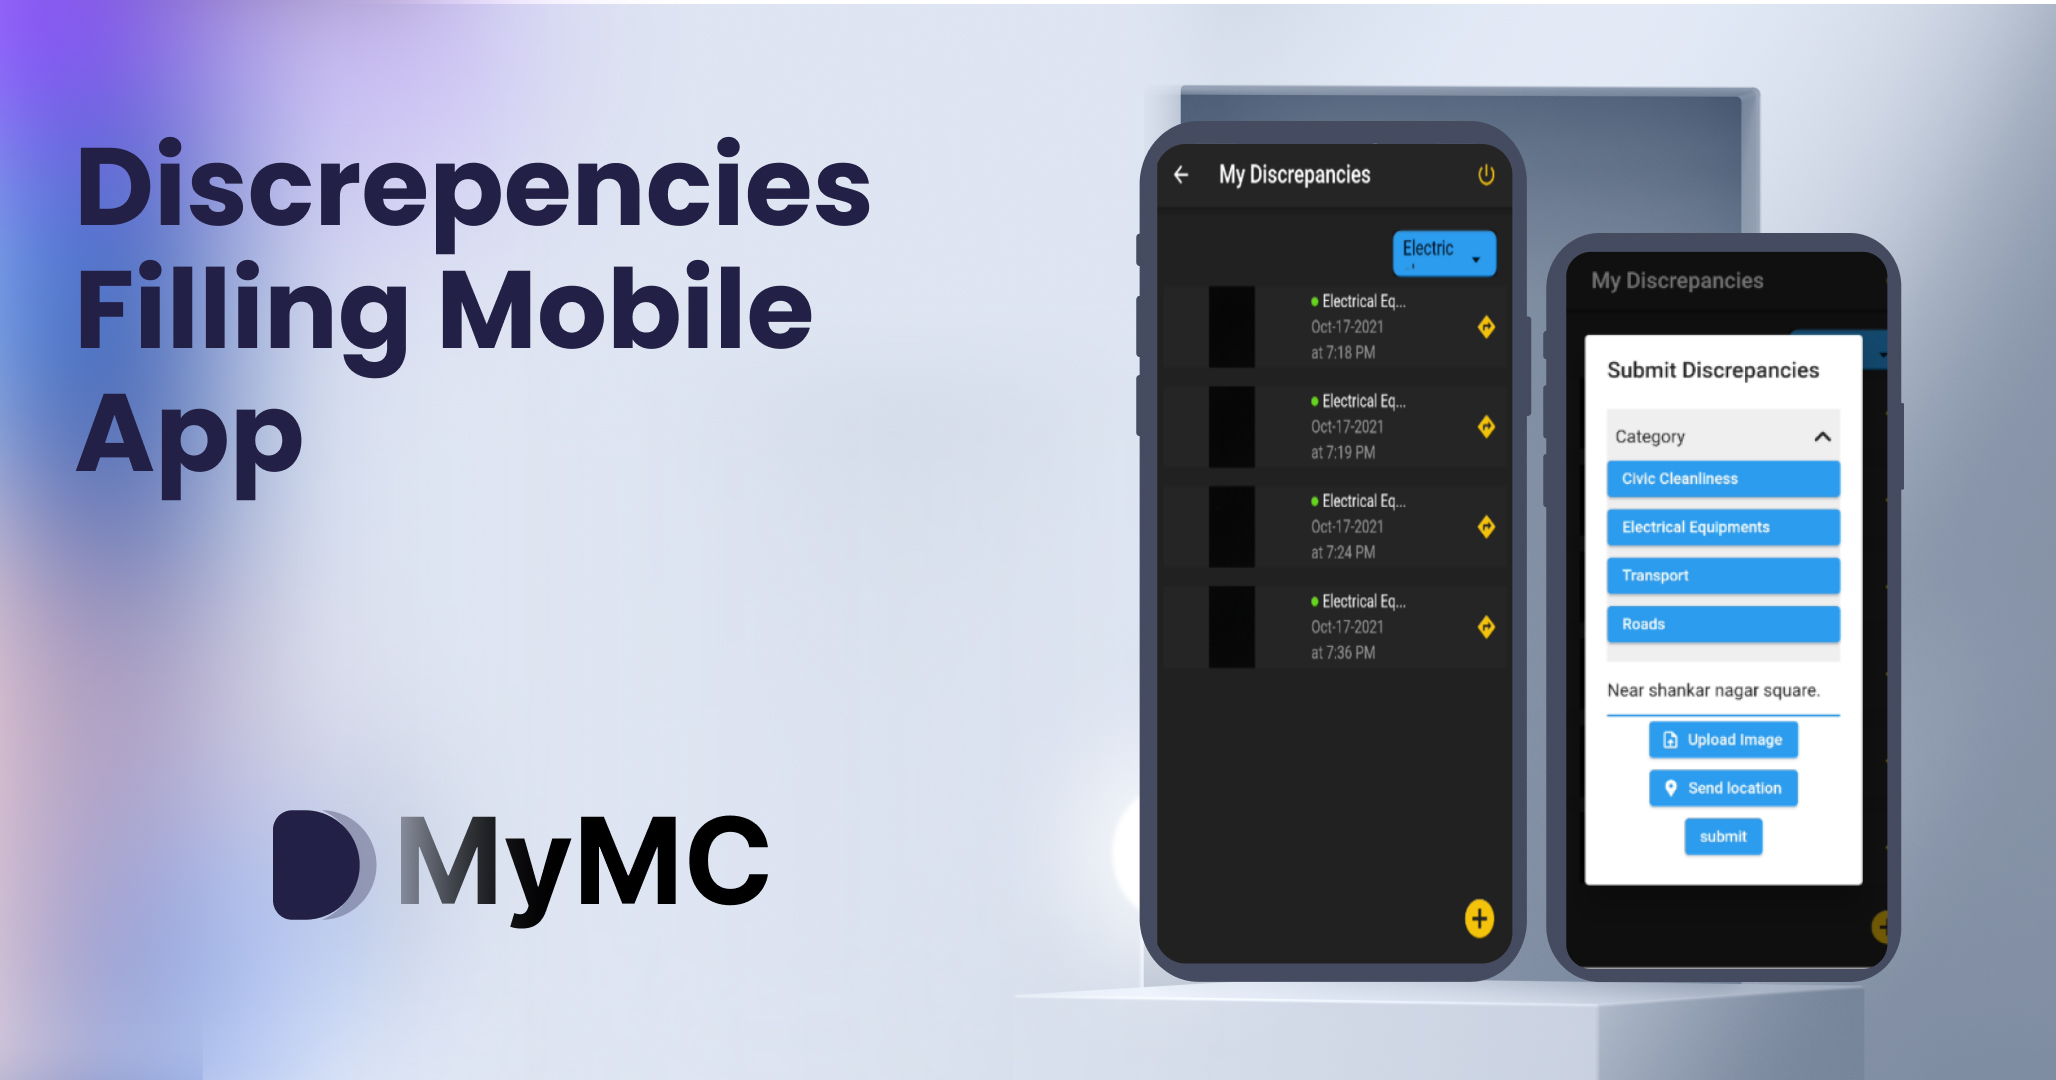 Discrepencies
Filling Mobile
App
MyMC
My Discrepancies
Electric
Electrical Eq...
Oct-17-2021
at 7:18 PM
Electrical Eq...
Oct-17-2021
at 7:19 PM
Electrical Eq...
Oct-17-2021
at 7:24 PM
Electrical Eq...
Oct-17-2021
at 7:36 PM
My Discrepancies
Submit Discrepancies
Category
Civic Cleanliness
Electrical Equipments
Transport
Roads
Near shankar nagar square.
Upload Image
Send location
submit